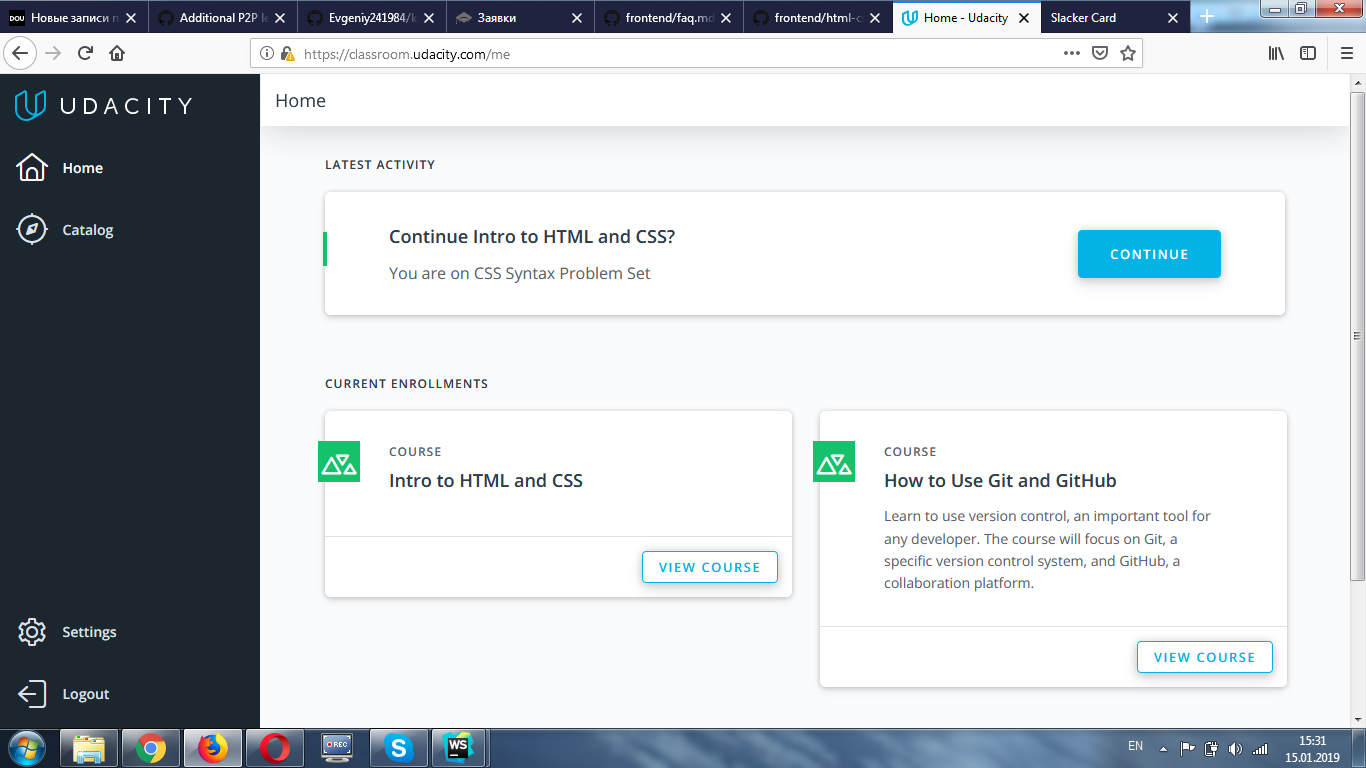 DOU Новые записи п
Additional P2P le
Evgeniy241984/k
Заявки
frontend/faq.md
frontend/html-c
Home - Udacity
Slacker Card
https://classroom.udacity.com/me
UDACITY
Home
Home
Catalog
Settings
Logout
LATEST ACTIVITY
Continue Intro to HTML and CSS?
You are on CSS Syntax Problem Set
CONTINUE
CURRENT ENROLLMENTS
COURSE
Intro to HTML and CSS
VIEW COURSE
COURSE
How to Use Git and GitHub
Learn to use version control, an important tool for
any developer. The course will focus on Git, a
specific version control system, and GitHub, a
collaboration platform.
VIEW COURSE
REC
S
WS
EN
15:31
15.01.2019